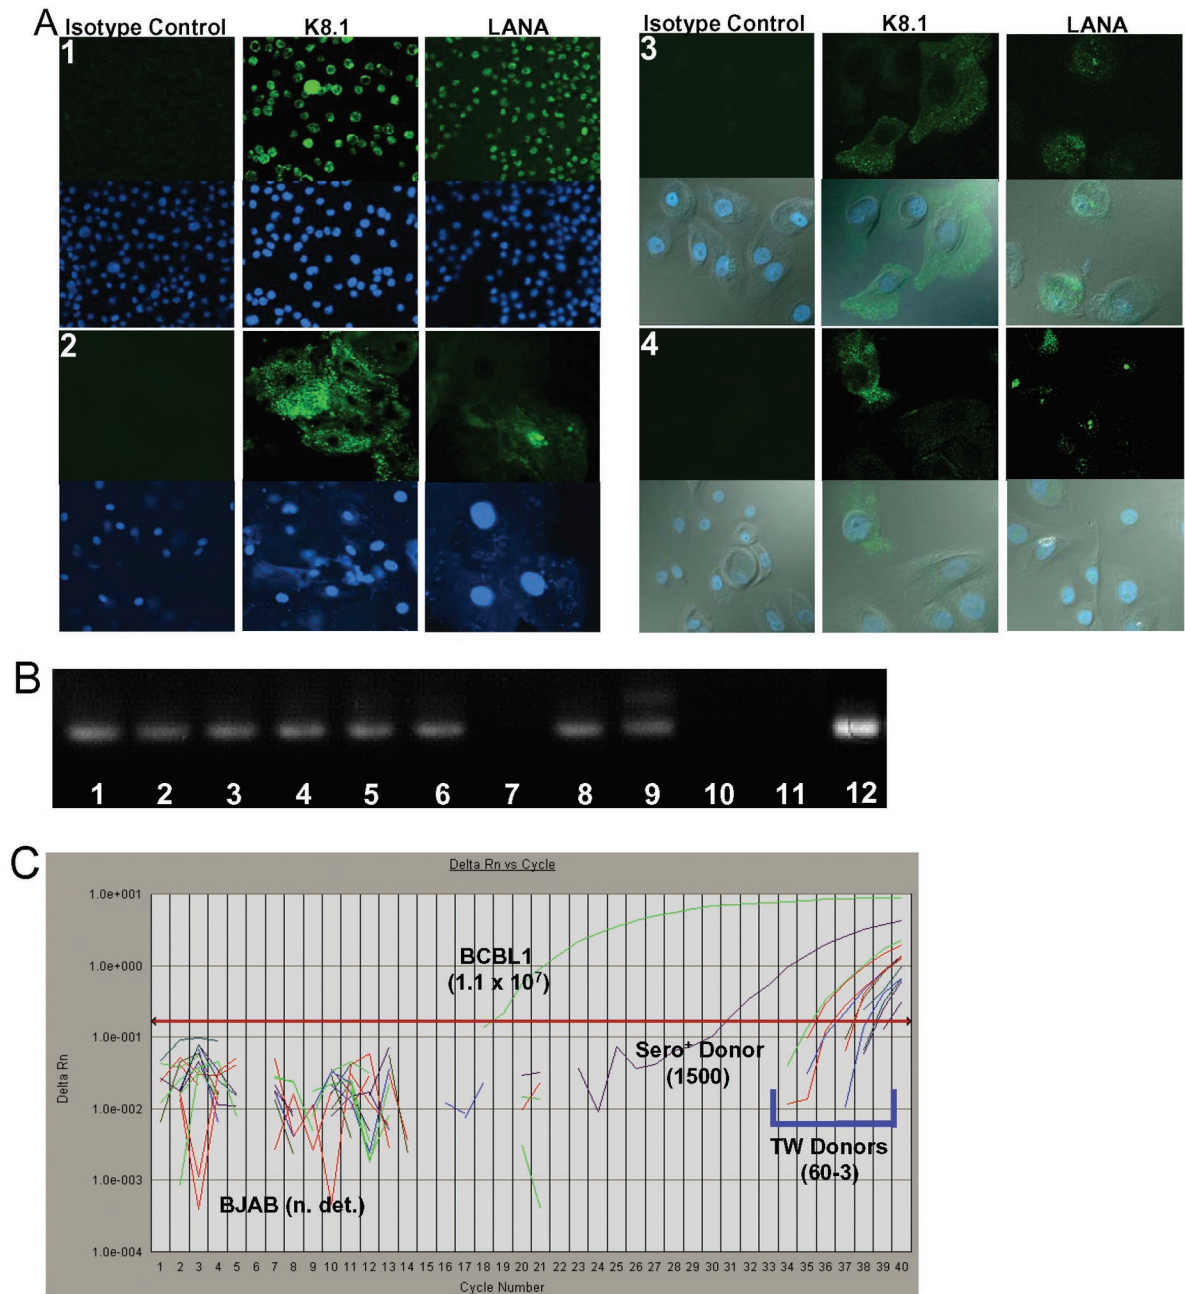 A
Isotype Control K8.1 LANA
1
2
Isotype Control K8.1 LANA
3
4
B
1 2 3 4 5 6 7 8 9 10 11 12
C
Delta Rn vs Cycle
1.0e+001
1.0e+000
1.0e-001
1.0e-002
1.0e-003
1.0e-004
Delta Rn
BCBL1
(1.1 x 10⁷)
Sero⁺ Donor
(1500)
TW Donors
(60-3)
BJAB (n. det.)
1 2 3 4 5 6 7 8 9 10 11 12 13 14 15 16 17 18 19 20 21 22 23 24 25 26 27 28 29 30 31 32 33 34 35 36 37 38 39 40
Cycle Number